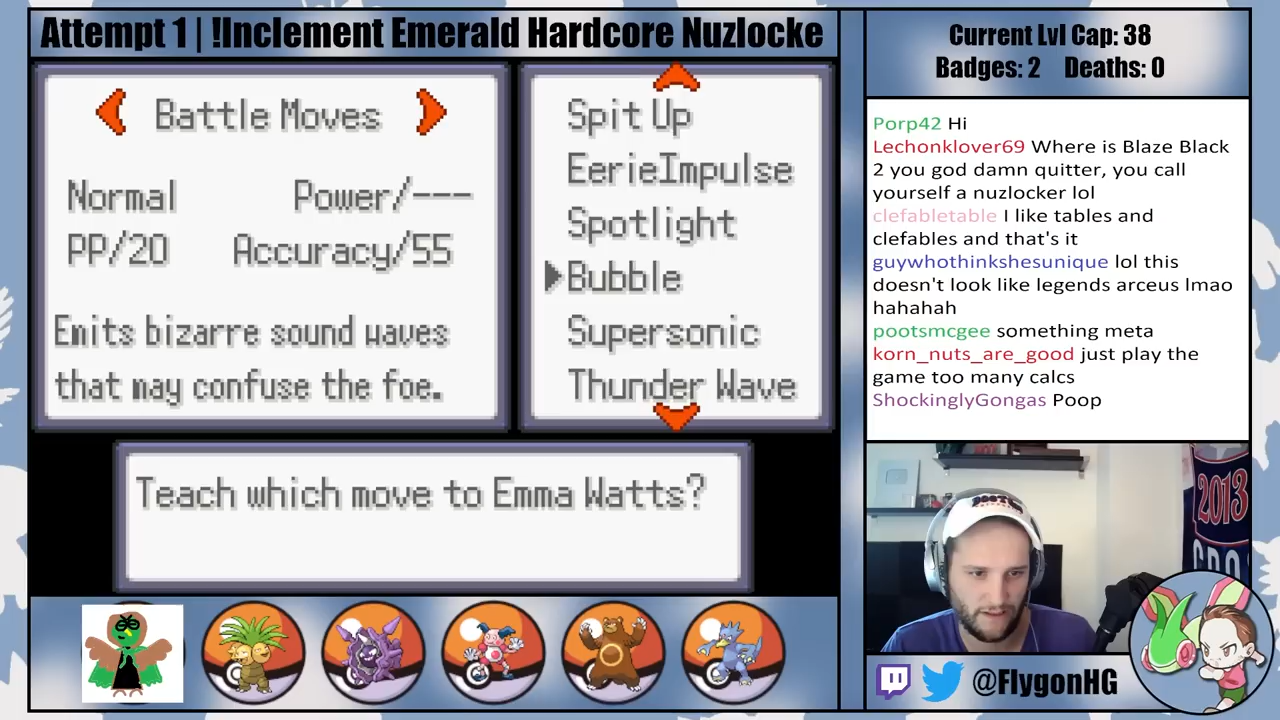 Attempt 1 | !Inclement Emerald Hardcore Nuzlocke
Battle Moves
Normal Power/---
PP/20 Accuracy/55
Emits bizarre sound waves
that may confuse the foe.
Spit Up
EerieImpulse
Spotlight
Bubble
Supersonic
Thunder Wave
Teach which move to Emma Watts?
Current Lvl Cap: 38
Badges: 2 Deaths: 0
Porp42 Hi
Lechonklover69 Where is Blaze Black
2 you god damn quitter, you call
yourself a nuzlocker lol
clefabletable I like tables and
clefables and that's it
guywhothinkshesunique lol this
doesn't look like legends arceus lmao
hahahah
pootsmcgee something meta
korn_nuts_are_good just play the
game too many calcs
ShockinglyGongas Poop
2013
@FlygonHG